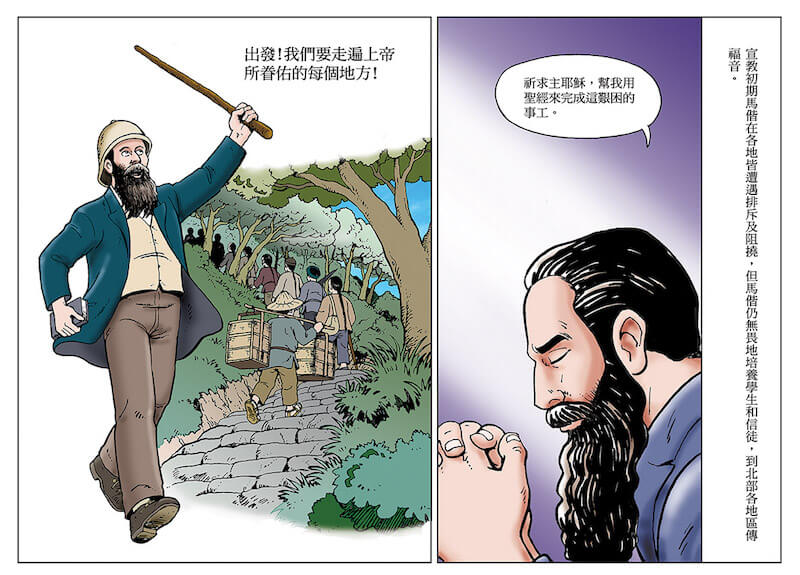 出發!我們要走遍上帝
所眷佑的每個地方!
祈求主耶穌，幫我用
聖經來完成這艱困的
事工。
宣教初期馬偕在各地皆遭遇排斥及阻撓，但馬偕仍無畏地培養學生和信徒，到北部各地區傳
福音。